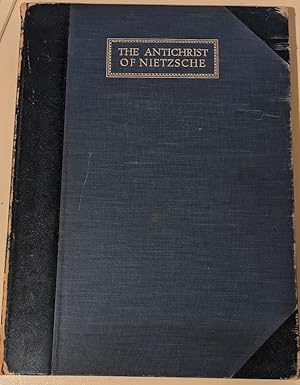 THE ANTICHRIST
OF NIETZSCHE